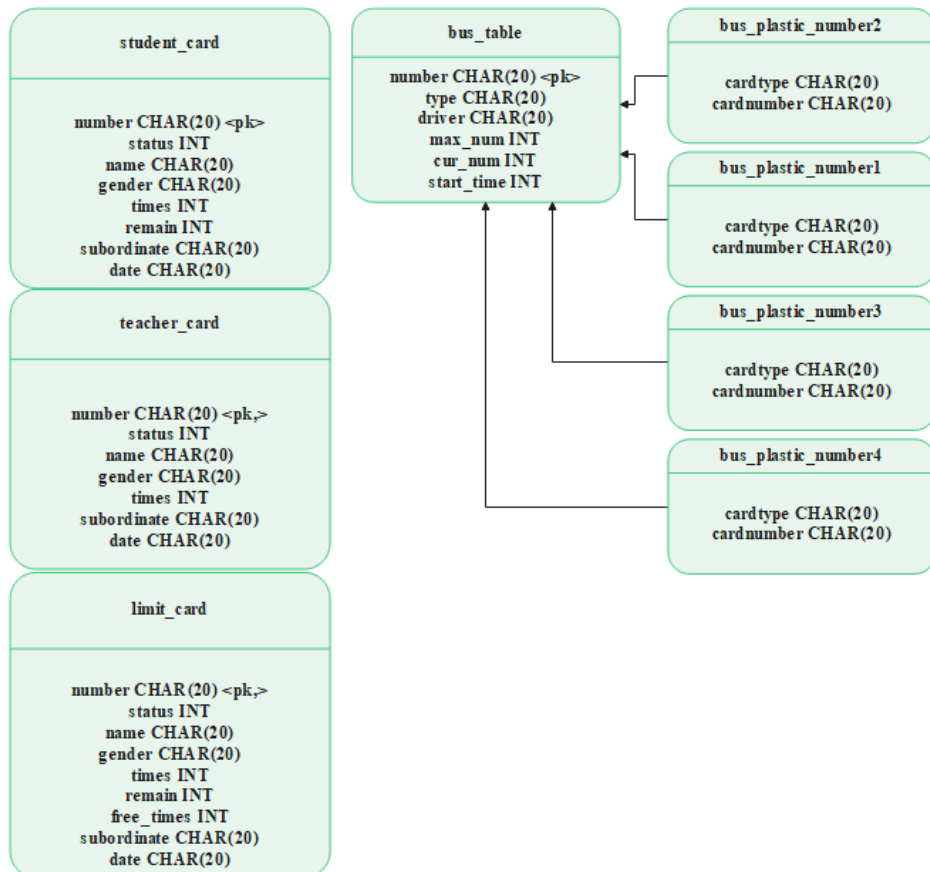 student_card
number CHAR(20) <pk>
status INT
name CHAR(20)
gender CHAR(20)
times INT
remain INT
subordinate CHAR(20)
date CHAR(20)
teacher_card
number CHAR(20) <pk,>
status INT
name CHAR(20)
gender CHAR(20)
times INT
subordinate CHAR(20)
date CHAR(20)
limit_card
number CHAR(20) <pk,>
status INT
name CHAR(20)
gender CHAR(20)
times INT
remain INT
free_times INT
subordinate CHAR(20)
date CHAR(20)
bus_table
number CHAR(20) <pk>
type CHAR(20)
driver CHAR(20)
max_num INT
cur_num INT
start_time INT
bus_plastic_number2
cardtype CHAR(20)
cardnumber CHAR(20)
bus_plastic_number1
cardtype CHAR(20)
cardnumber CHAR(20)
bus_plastic_number3
cardtype CHAR(20)
cardnumber CHAR(20)
bus_plastic_number4
cardtype CHAR(20)
cardnumber CHAR(20)